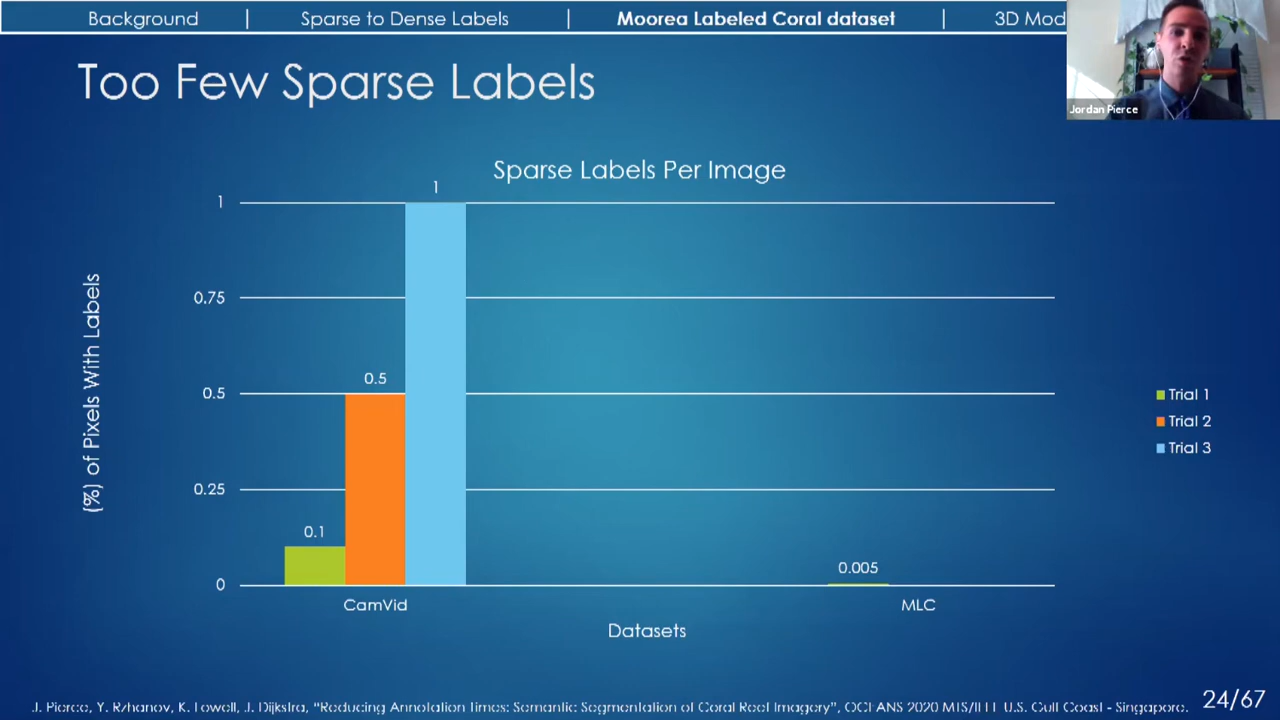 Background | Sparse to Dense Labels | Moorea Labeled Coral dataset | 3D Mod
Jordan Pierce
Too Few Sparse Labels
Sparse Labels Per Image
(%) of Pixels With Labels
1
0.75
0.5
0.25
0
0.1
0.5
1
0.005
CamVid
MLC
Datasets
Trial 1
Trial 2
Trial 3
J. Pierce, Y. Rzhanov, K. Lowell, J. Dijkstra, "Reducing Annotation Times: Semantic Segmentation of Coral Reef Imagery", OCEANS 2020 MTS/IEEE U.S. Gulf Coast - Singapore.
24/67